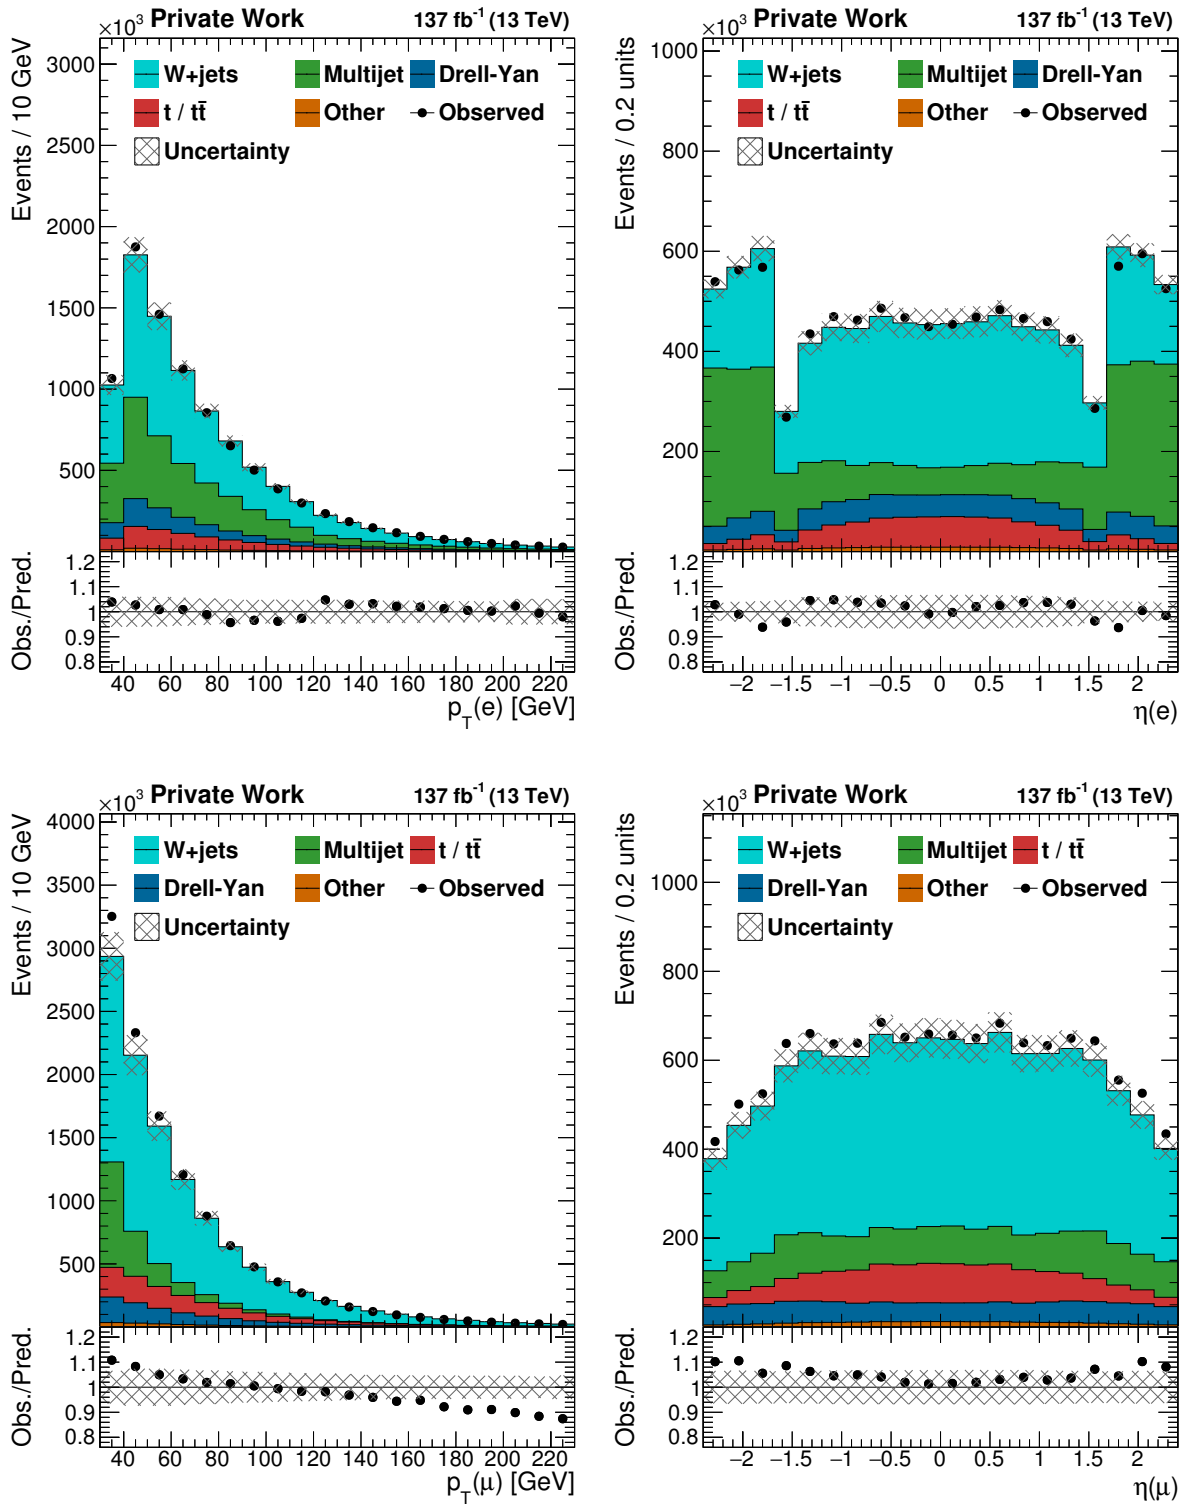 ×10³ Private Work 137 fb⁻¹ (13 TeV)
Events / 10 GeV
3000
2500
2000
1500
1000
500
W+jets Multijet Drell-Yan
t / tt̄ Other Observed
Uncertainty
Obs./Pred.
1.2
1.1
1
0.9
0.8
40 60 80 100 120 140 160 180 200 220
p_T(e) [GeV]
×10³ Private Work 137 fb⁻¹ (13 TeV)
Events / 0.2 units
1000
800
600
400
200
W+jets Multijet Drell-Yan
t / tt̄ Other Observed
Uncertainty
Obs./Pred.
1.2
1.1
1
0.9
0.8
−2 −1.5 −1 −0.5 0 0.5 1 1.5 2
η(e)
×10³ Private Work 137 fb⁻¹ (13 TeV)
Events / 10 GeV
4000
3500
3000
2500
2000
1500
1000
500
W+jets Multijet t / tt̄
Drell-Yan Other Observed
Uncertainty
Obs./Pred.
1.2
1.1
1
0.9
0.8
40 60 80 100 120 140 160 180 200 220
p_T(μ) [GeV]
×10³ Private Work 137 fb⁻¹ (13 TeV)
Events / 0.2 units
1000
800
600
400
200
W+jets Multijet t / tt̄
Drell-Yan Other Observed
Uncertainty
Obs./Pred.
1.2
1.1
1
0.9
0.8
−2 −1.5 −1 −0.5 0 0.5 1 1.5 2
η(μ)